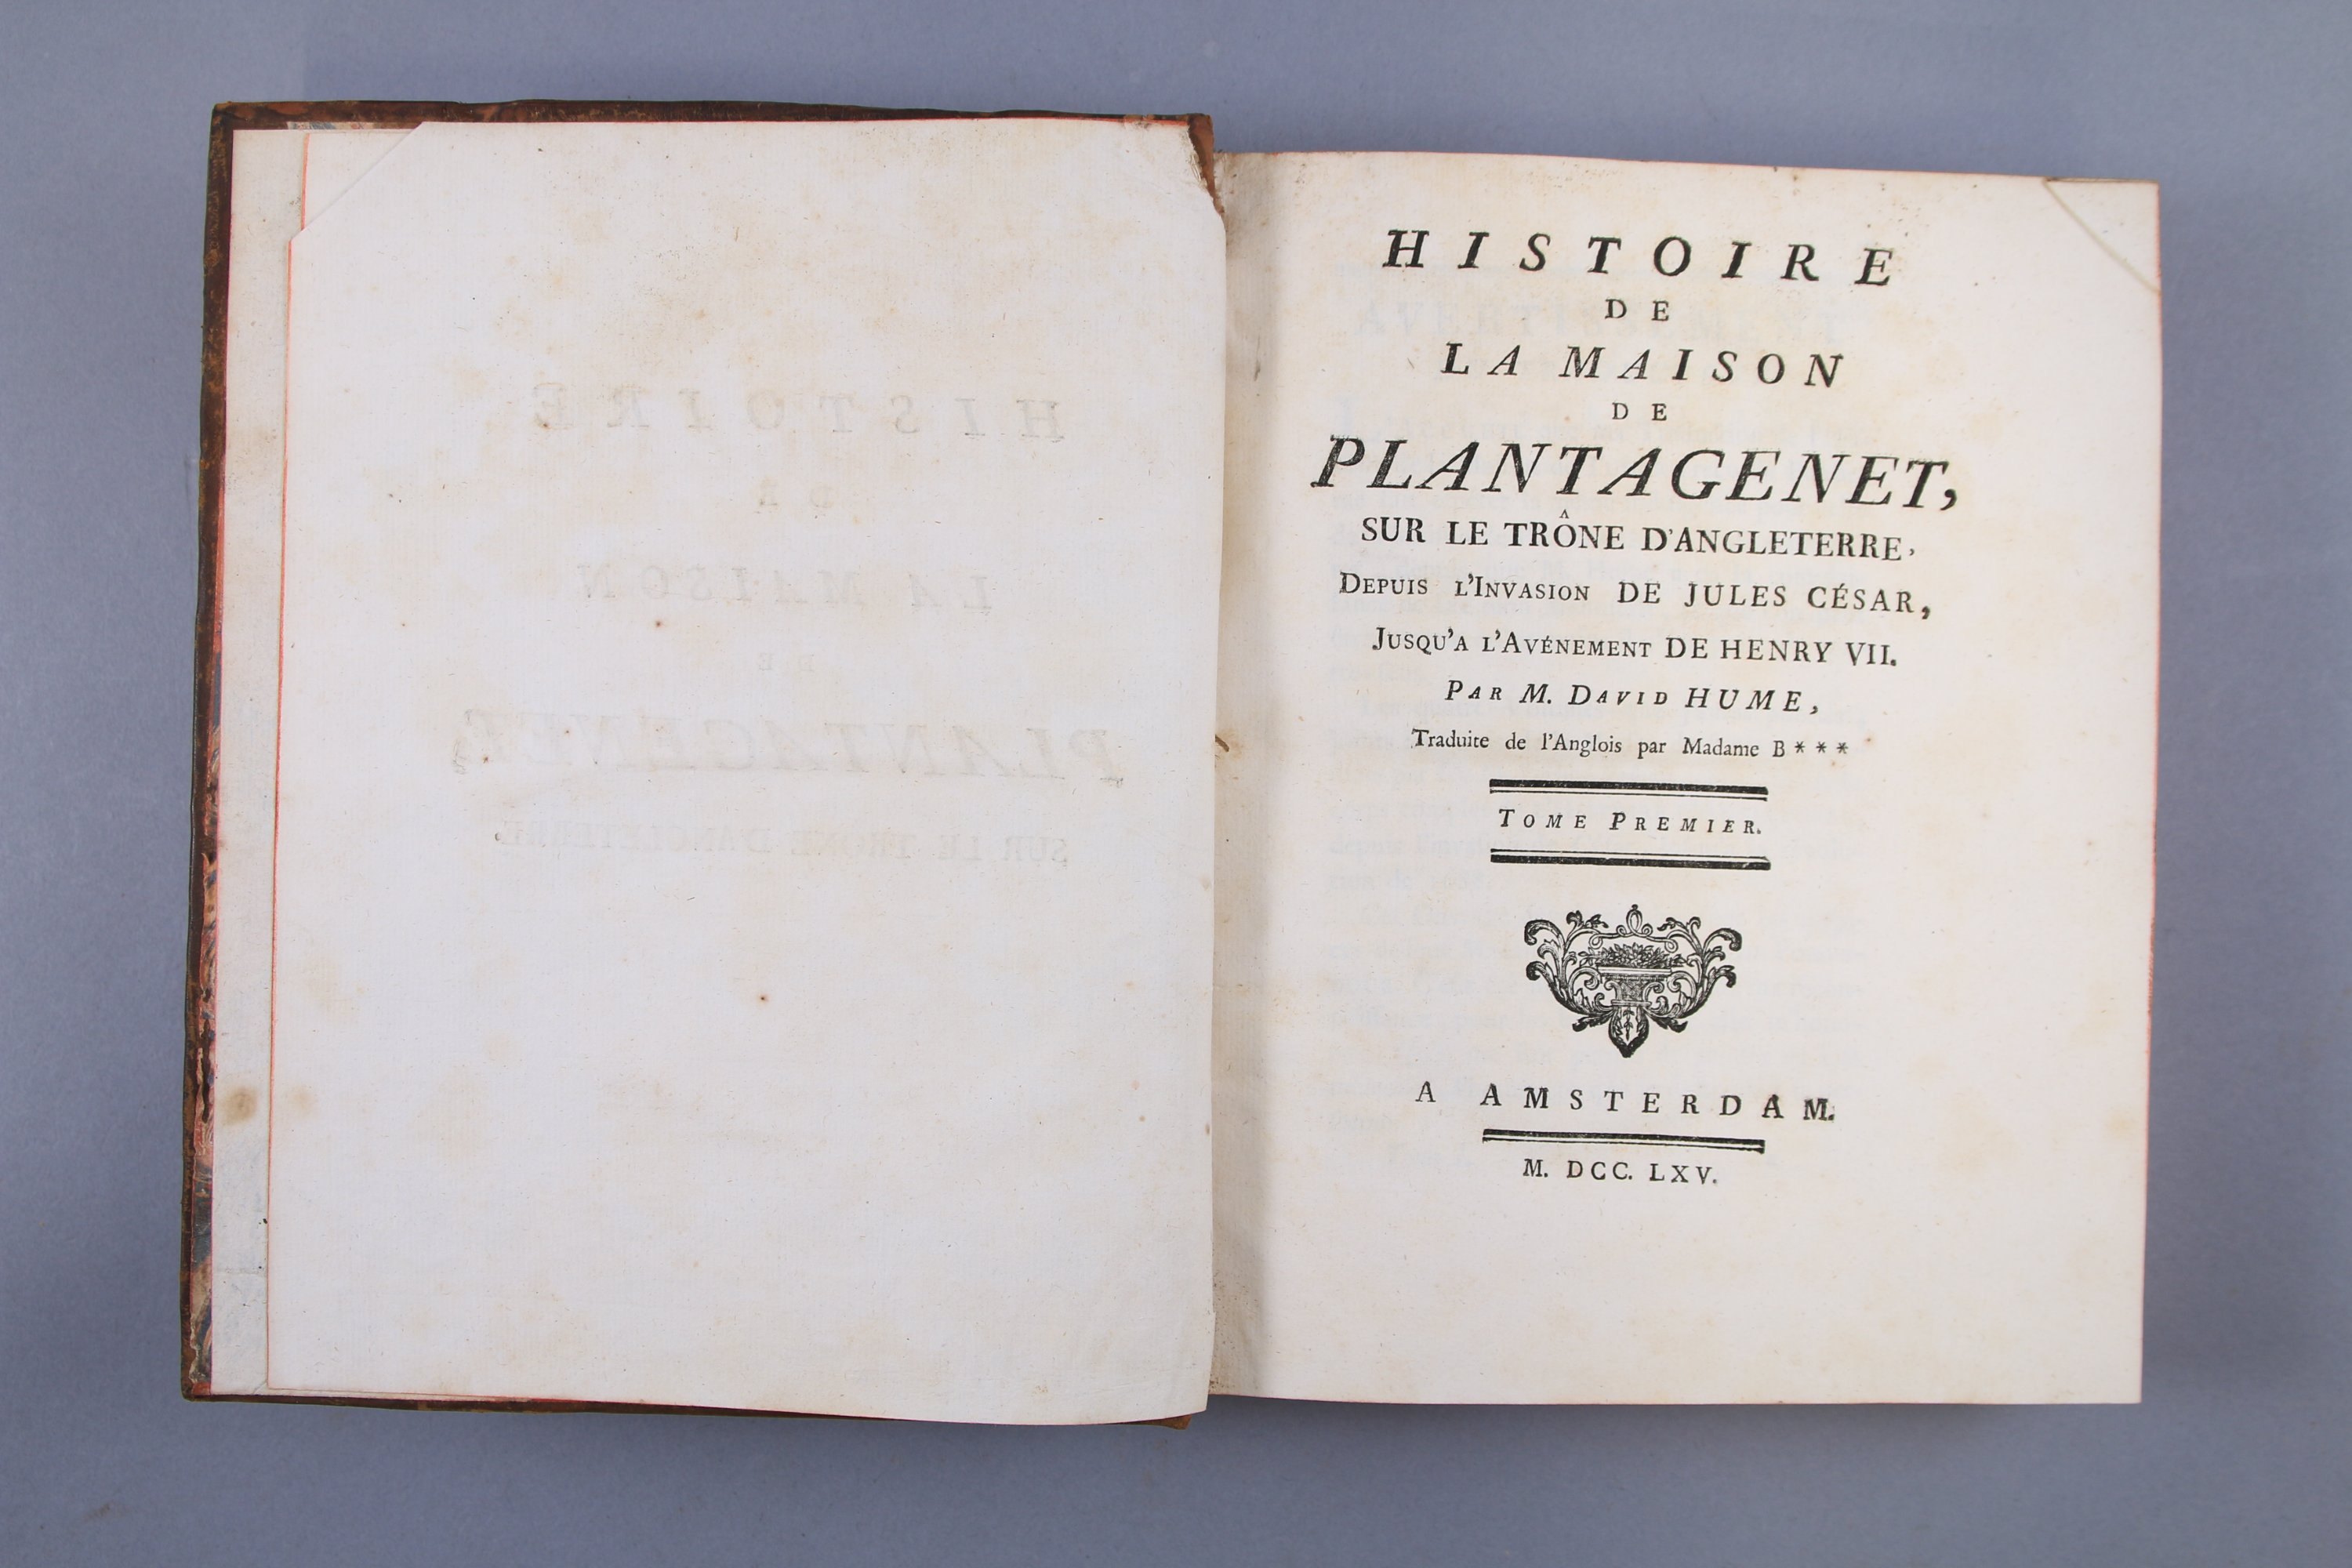 HISTOIRE
DE
LA MAISON
DE
PLANTAGENET,
SUR LE TRÔNE D'ANGLETERRE,
DEPUIS L'INVASION DE JULES CÉSAR,
JUSQU'A L'AVÉNEMENT DE HENRY VII.
PAR M. DAVID HUME,
Traduite de l'Anglois par Madame B***
TOME PREMIER.
A AMSTERDAM.
M. DCC. LXV.